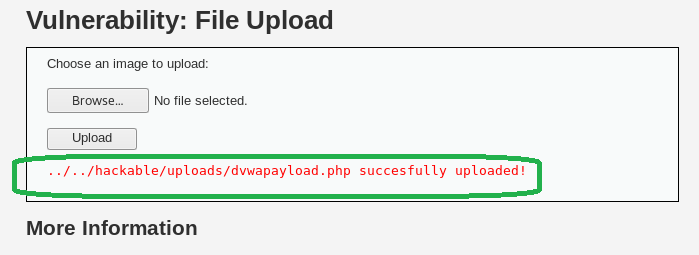 Vulnerability: File Upload
Choose an image to upload:
Browse... No file selected.
Upload
../../hackable/uploads/dvwapayload.php succesfully uploaded!
More Information